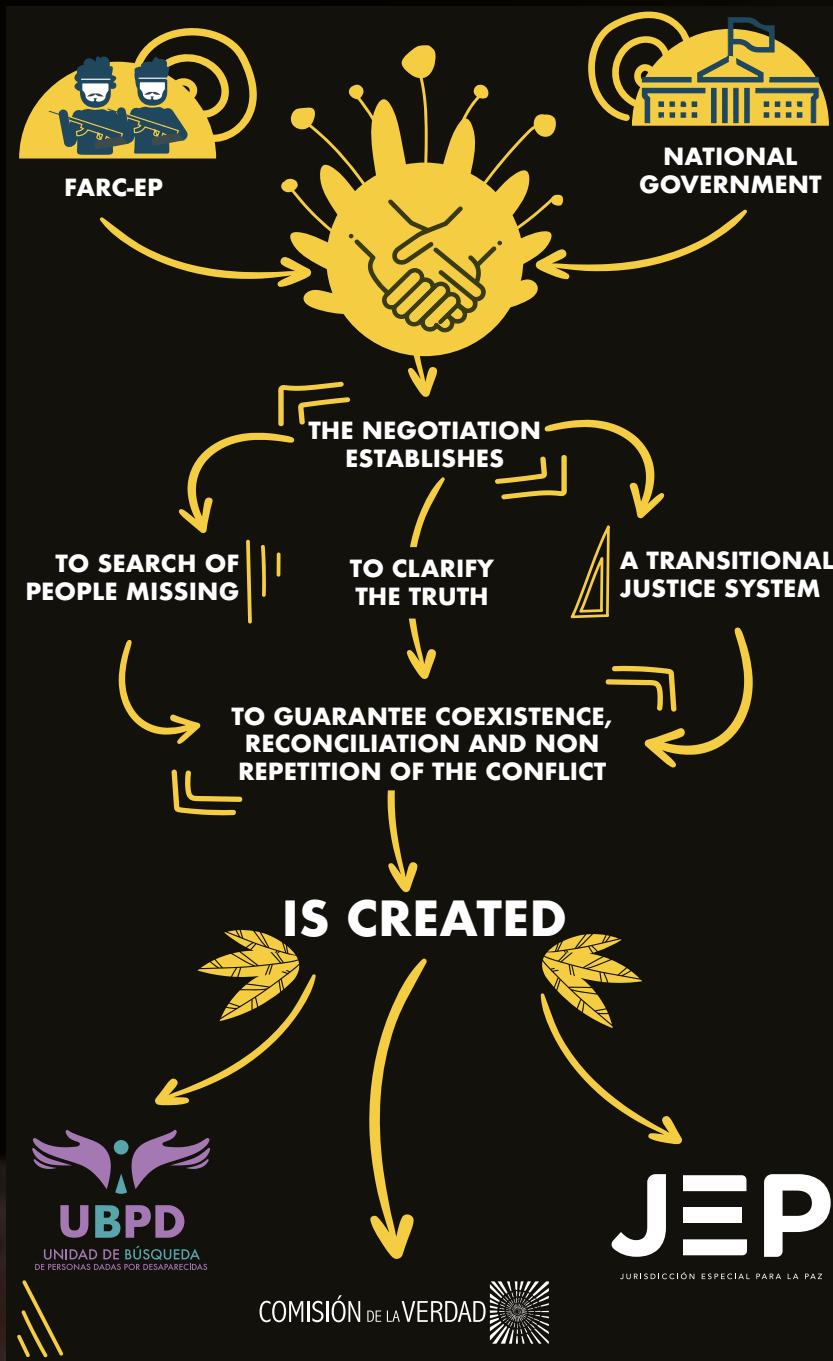 FARC-EP
NATIONAL
GOVERNMENT
THE NEGOTIATION
ESTABLISHES
TO SEARCH OF
PEOPLE MISSING
TO CLARIFY
THE TRUTH
A TRANSITIONAL
JUSTICE SYSTEM
TO GUARANTEE COEXISTENCE,
RECONCILIATION AND NON
REPETITION OF THE CONFLICT
IS CREATED
UBPD
UNIDAD DE BÚSQUEDA
DE PERSONAS DADAS POR DESAPARECIDAS
COMISIÓN DE LA VERDAD
JEP
JURISDICCIÓN ESPECIAL PARA LA PAZ